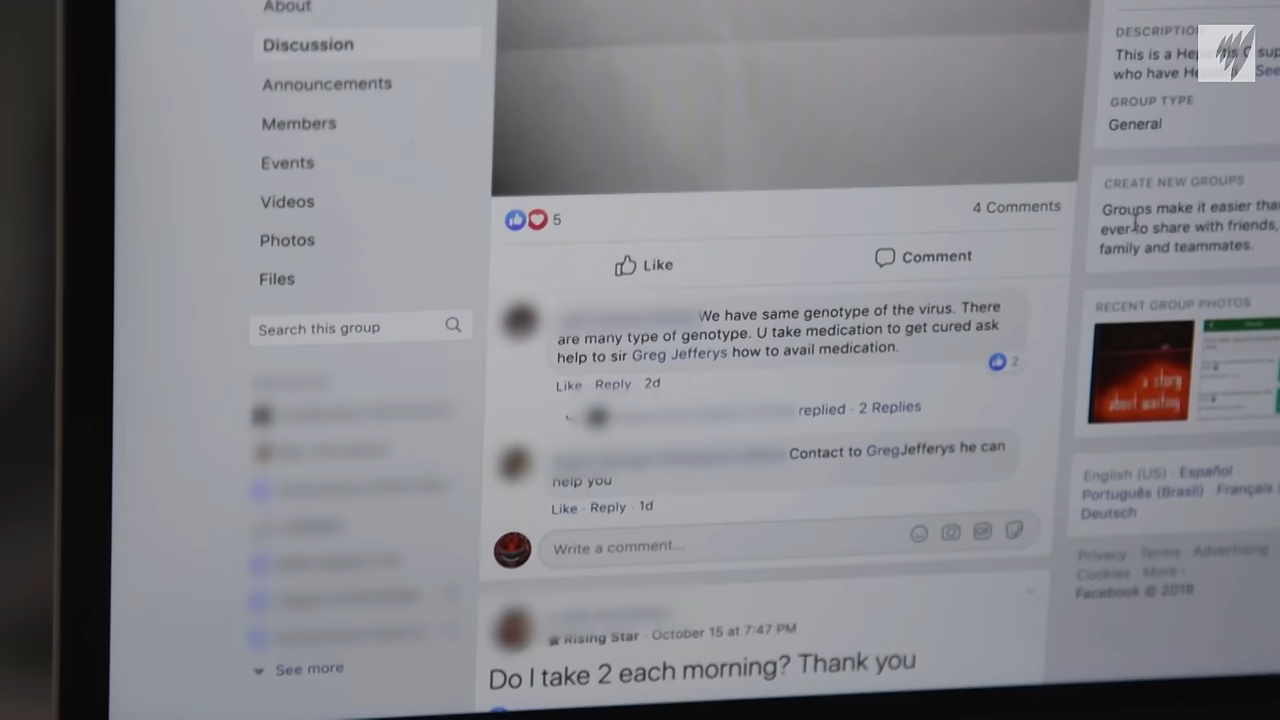 About
Discussion
Announcements
Members
Events
Videos
Photos
Files
Search this group
See more
5
4 Comments
Like
Comment
We have same genotype of the virus. There
are many type of genotype. U take medication to get cured ask
help to sir Greg Jefferys how to avail medication.
2
Like · Reply · 2d
replied · 2 Replies
Contact to GregJefferys he can
help you
Like · Reply · 1d
Write a comment...
Rising Star · October 15 at 7:47 PM
Do I take 2 each morning? Thank you
DESCRIPTION
This is a Hepatitis C sup
who have He See
GROUP TYPE
General
CREATE NEW GROUPS
Groups make it easier than
ever to share with friends,
family and teammates.
RECENT GROUP PHOTOS
a story
about waiting
English (US) · Español
Português (Brasil) · Français
Deutsch
Privacy · Terms · Advertising
Cookies · More
Facebook © 2019